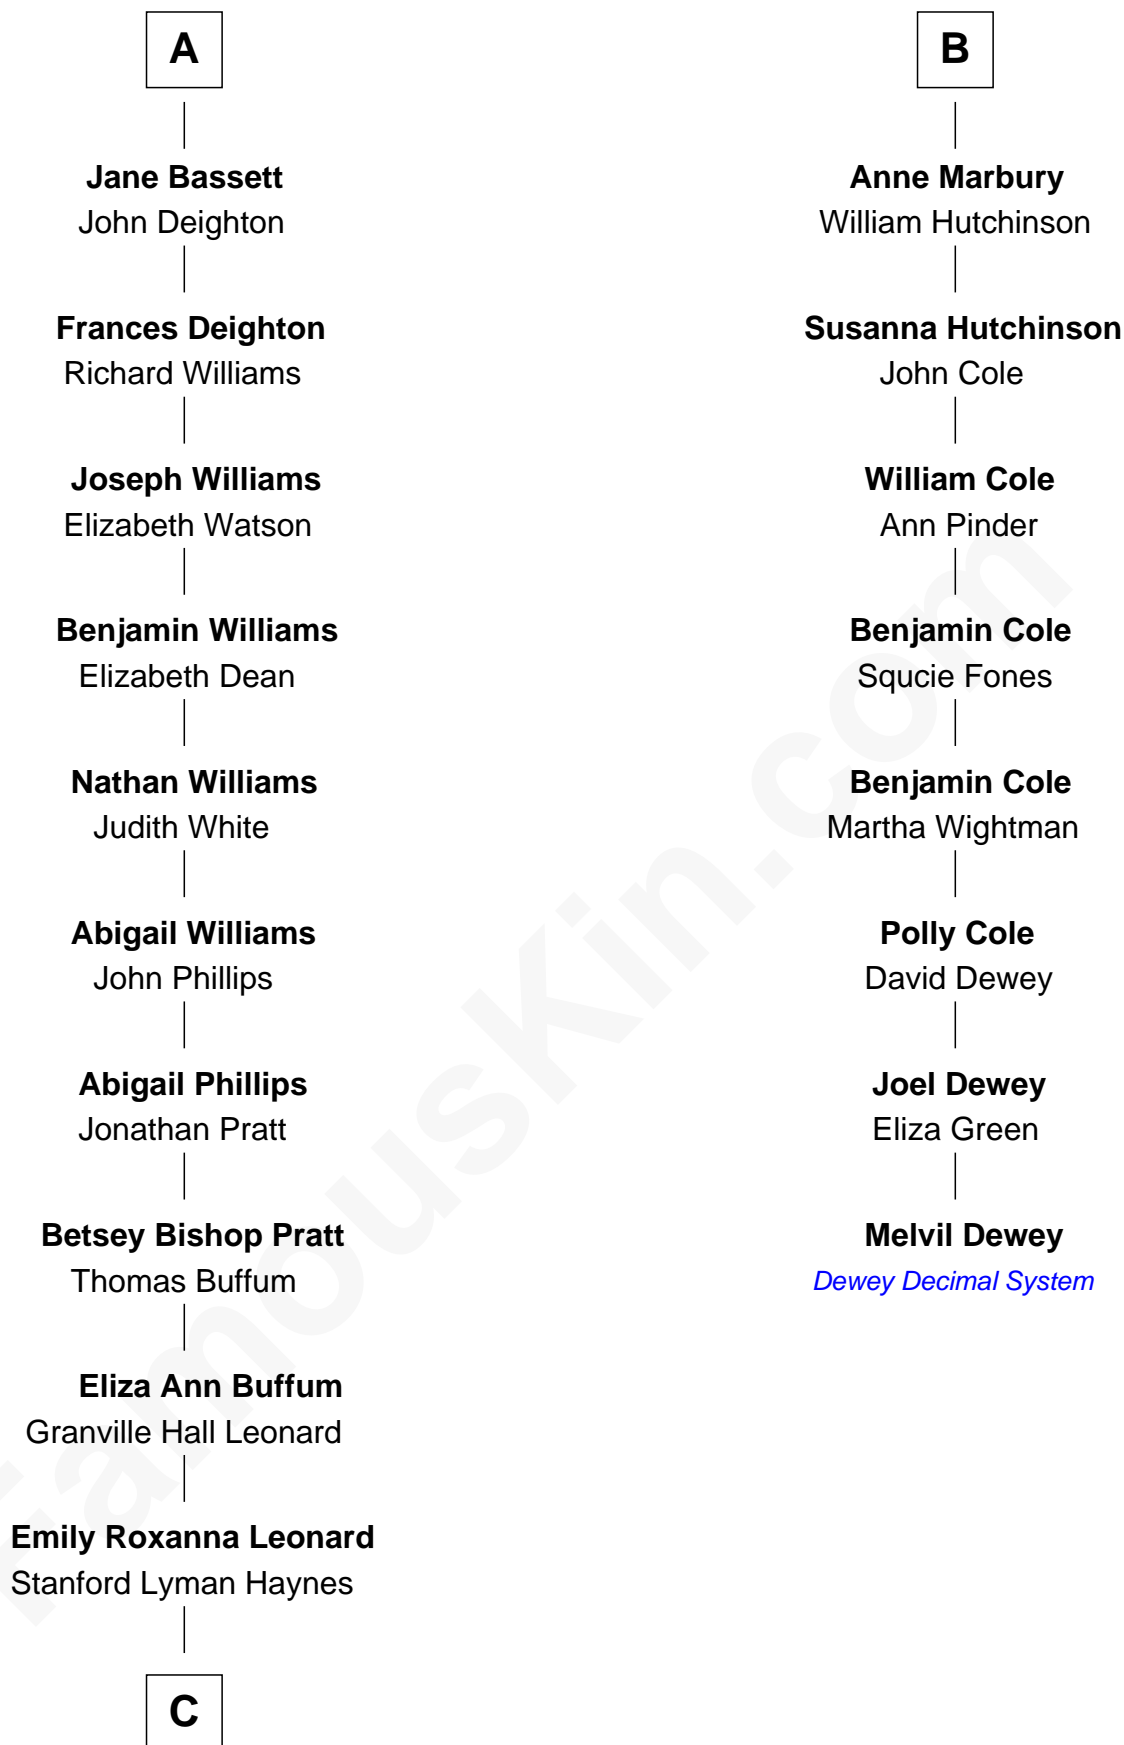 A
Jane Bassett
John Deighton
Frances Deighton
Richard Williams
Joseph Williams
Elizabeth Watson
Benjamin Williams
Elizabeth Dean
Nathan Williams
Judith White
Abigail Williams
John Phillips
Abigail Phillips
Jonathan Pratt
Betsey Bishop Pratt
Thomas Buffum
Eliza Ann Buffum
Granville Hall Leonard
Emily Roxanna Leonard
Stanford Lyman Haynes
C
B
Anne Marbury
William Hutchinson
Susanna Hutchinson
John Cole
William Cole
Ann Pinder
Benjamin Cole
Squcie Fones
Benjamin Cole
Martha Wightman
Polly Cole
David Dewey
Joel Dewey
Eliza Green
Melvil Dewey
Dewey Decimal System
FamousKin.com